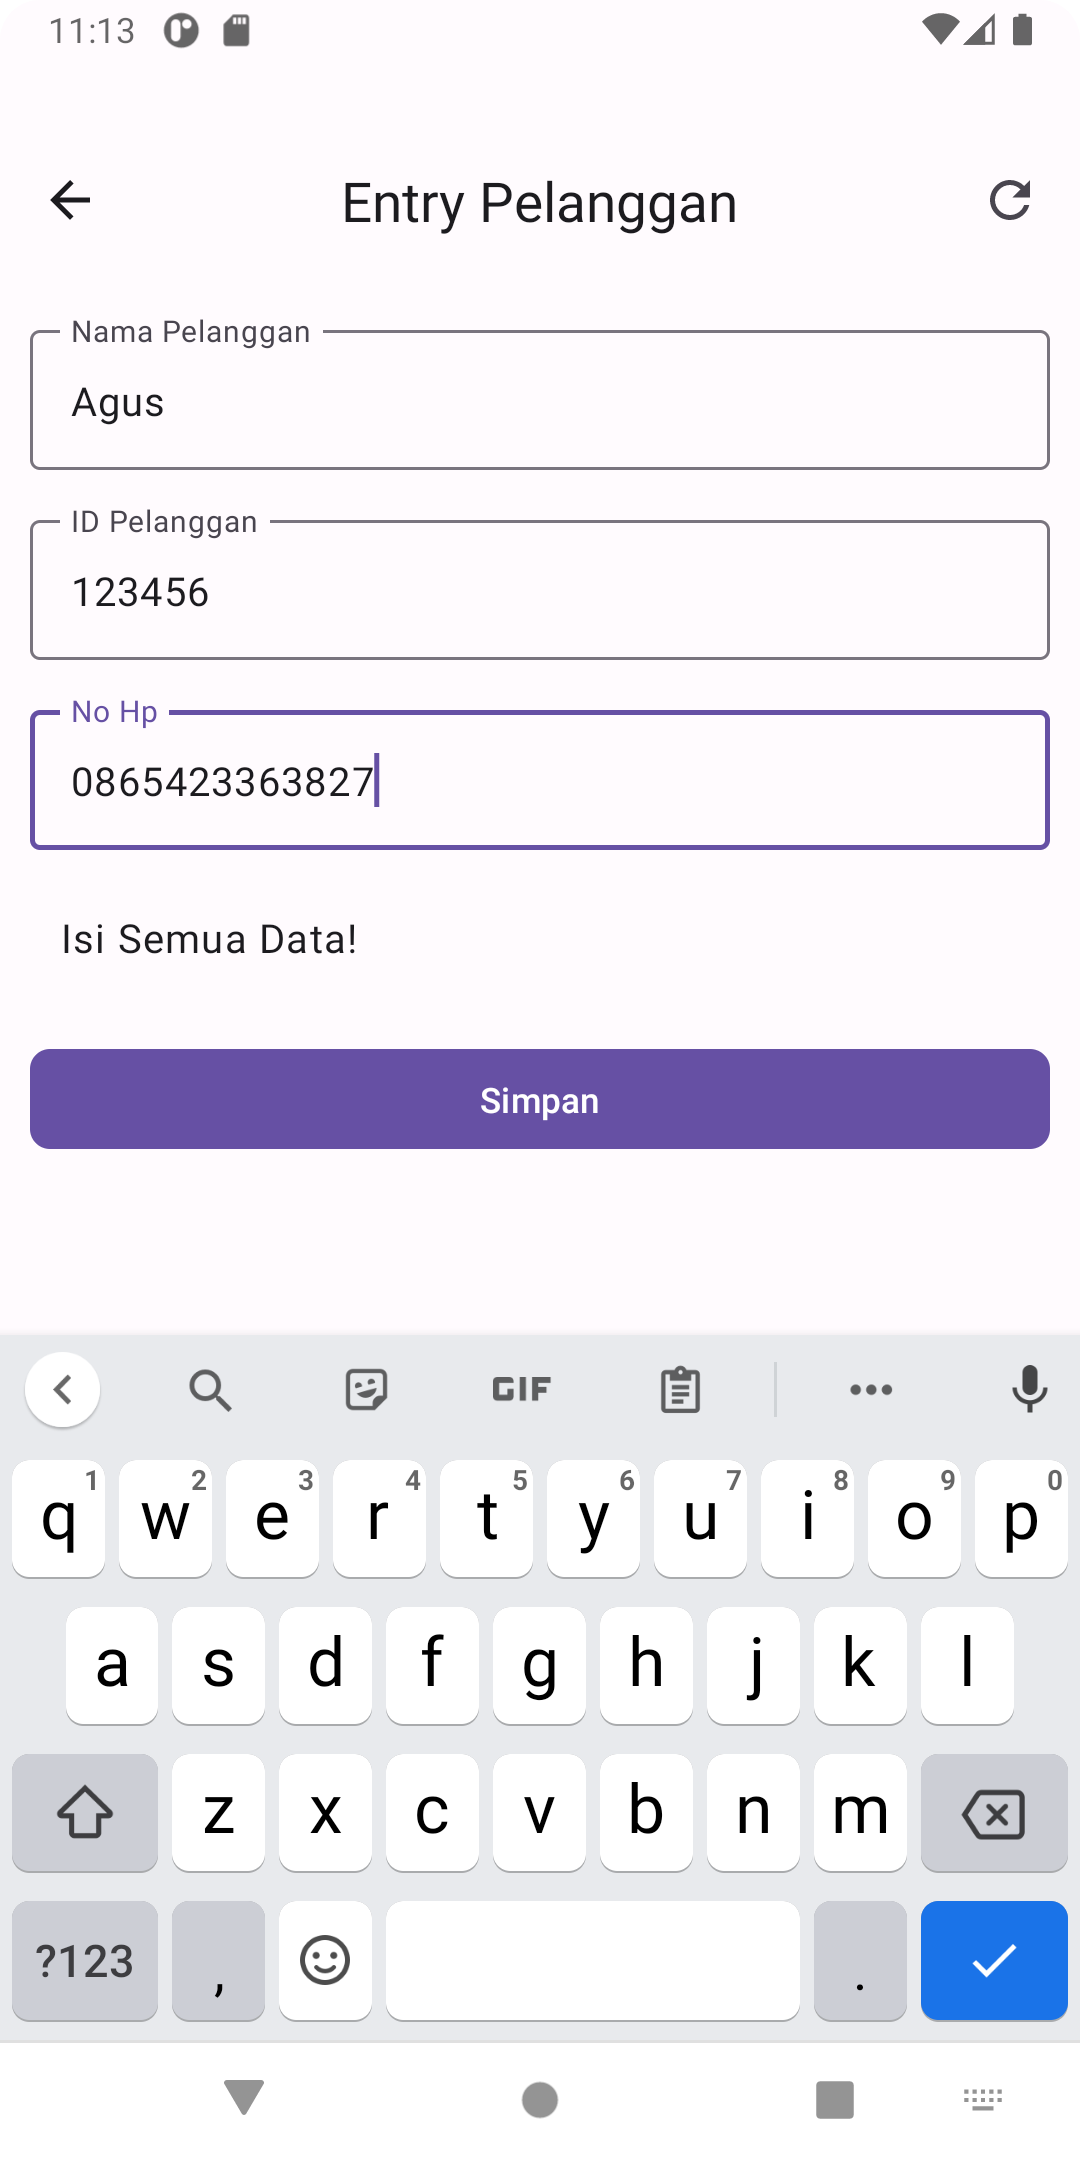 11:13
Entry Pelanggan
Nama Pelanggan
Agus
ID Pelanggan
123456
No Hp
0865423363827
Isi Semua Data!
Simpan
GIF
q 1 w 2 e 3 r 4 t 5 y 6 u 7 i 8 o 9 p 0
a s d f g h j k l
z x c v b n m
?123 , .